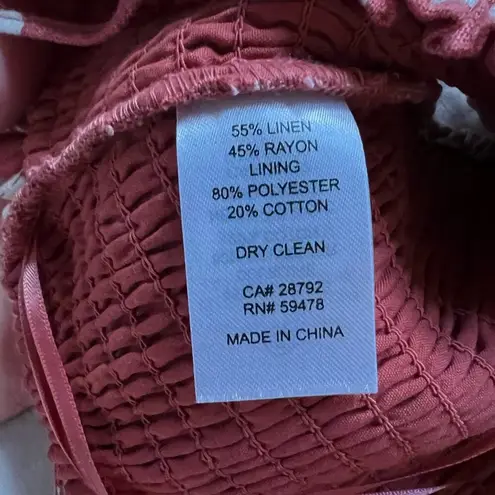 55% LINEN
45% RAYON
LINING
80% POLYESTER
20% COTTON
DRY CLEAN
CA# 28792
RN# 59478
MADE IN CHINA